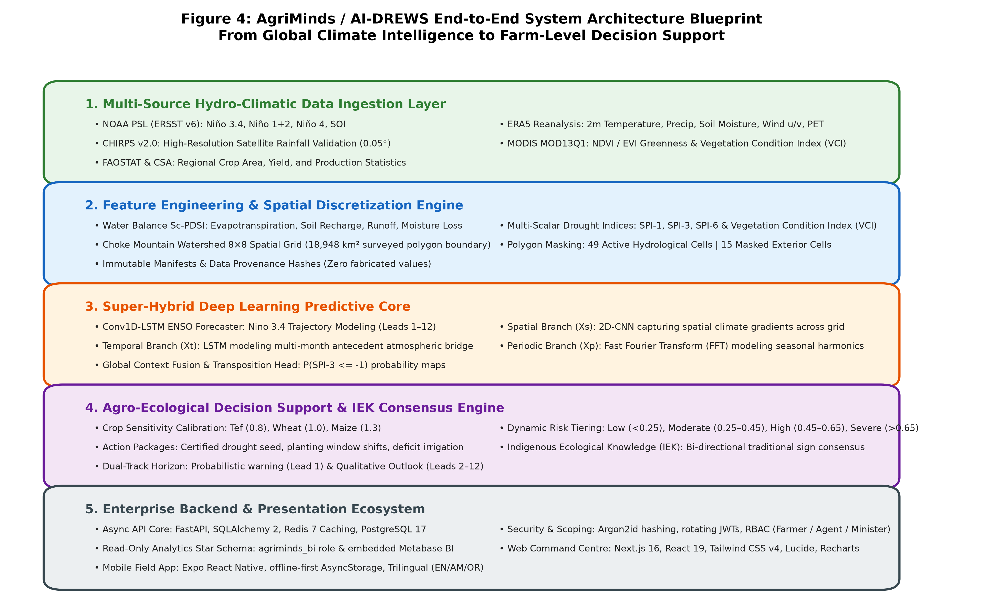 Figure 4: AgriMinds / AI-DREWS End-to-End System Architecture Blueprint
From Global Climate Intelligence to Farm-Level Decision Support
1. Multi-Source Hydro-Climatic Data Ingestion Layer
• NOAA PSL (ERSST v6): Niño 3.4, Niño 1+2, Niño 4, SOI
• ERA5 Reanalysis: 2m Temperature, Precip, Soil Moisture, Wind u/v, PET
• CHIRPS v2.0: High-Resolution Satellite Rainfall Validation (0.05°)
• MODIS MOD13Q1: NDVI / EVI Greenness & Vegetation Condition Index (VCI)
• FAOSTAT & CSA: Regional Crop Area, Yield, and Production Statistics
2. Feature Engineering & Spatial Discretization Engine
• Water Balance Sc-PDSI: Evapotranspiration, Soil Recharge, Runoff, Moisture Loss
• Multi-Scalar Drought Indices: SPI-1, SPI-3, SPI-6 & Vegetation Condition Index (VCI)
• Choke Mountain Watershed 8×8 Spatial Grid (18,948 km² surveyed polygon boundary)
• Polygon Masking: 49 Active Hydrological Cells | 15 Masked Exterior Cells
• Immutable Manifests & Data Provenance Hashes (Zero fabricated values)
3. Super-Hybrid Deep Learning Predictive Core
• Conv1D-LSTM ENSO Forecaster: Nino 3.4 Trajectory Modeling (Leads 1–12)
• Spatial Branch (Xs): 2D-CNN capturing spatial climate gradients across grid
• Temporal Branch (Xt): LSTM modeling multi-month antecedent atmospheric bridge
• Periodic Branch (Xp): Fast Fourier Transform (FFT) modeling seasonal harmonics
• Global Context Fusion & Transposition Head: P(SPI-3 <= -1) probability maps
4. Agro-Ecological Decision Support & IEK Consensus Engine
• Crop Sensitivity Calibration: Tef (0.8), Wheat (1.0), Maize (1.3)
• Dynamic Risk Tiering: Low (<0.25), Moderate (0.25–0.45), High (0.45–0.65), Severe (>0.65)
• Action Packages: Certified drought seed, planting window shifts, deficit irrigation
• Indigenous Ecological Knowledge (IEK): Bi-directional traditional sign consensus
• Dual-Track Horizon: Probabilistic warning (Lead 1) & Qualitative Outlook (Leads 2–12)
5. Enterprise Backend & Presentation Ecosystem
• Async API Core: FastAPI, SQLAlchemy 2, Redis 7 Caching, PostgreSQL 17
• Security & Scoping: Argon2id hashing, rotating JWTs, RBAC (Farmer / Agent / Minister)
• Read-Only Analytics Star Schema: agriminds_bi role & embedded Metabase BI
• Web Command Centre: Next.js 16, React 19, Tailwind CSS v4, Lucide, Recharts
• Mobile Field App: Expo React Native, offline-first AsyncStorage, Trilingual (EN/AM/OR)